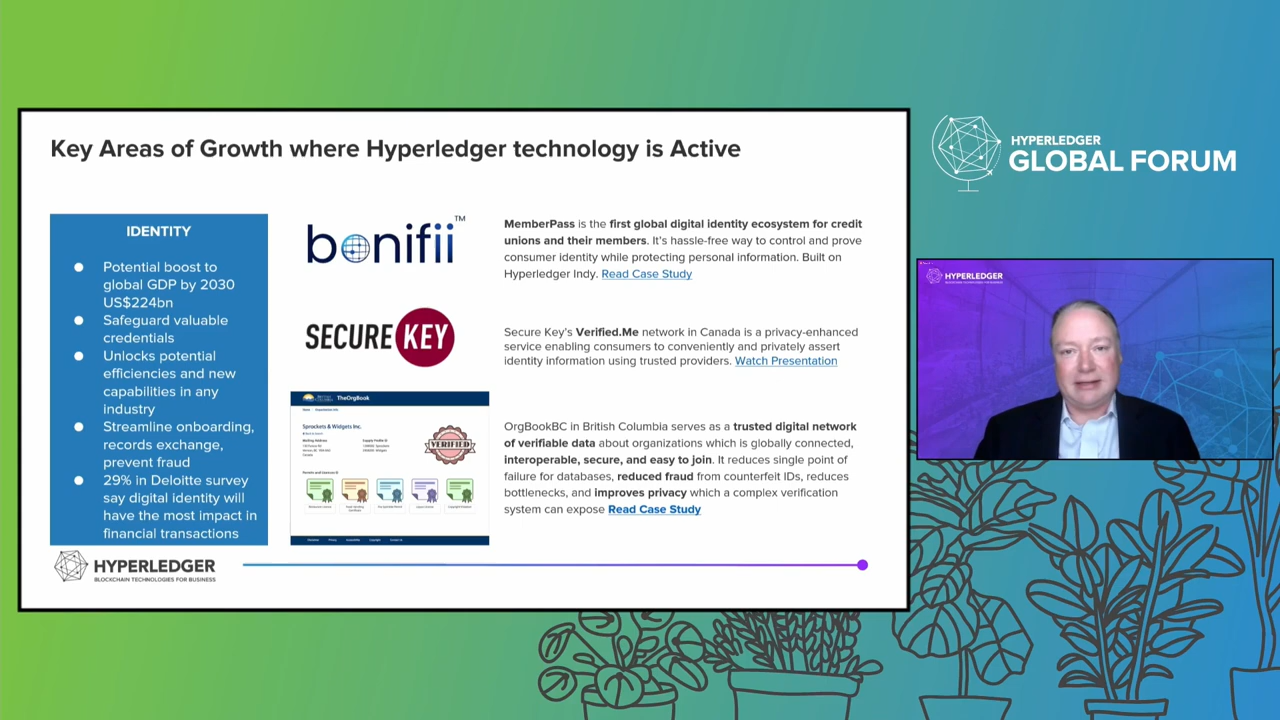 Key Areas of Growth where Hyperledger technology is Active
IDENTITY
● Potential boost to
global GDP by 2030
US$224bn
● Safeguard valuable
credentials
● Unlocks potential
efficiencies and new
capabilities in any
industry
● Streamline onboarding,
records exchange,
prevent fraud
● 29% in Deloitte survey
say digital identity will
have the most impact in
financial transactions
bonifii™
MemberPass is the first global digital identity ecosystem for credit
unions and their members. It's hassle-free way to control and prove
consumer identity while protecting personal information. Built on
Hyperledger Indy. Read Case Study
SECUREKEY
Secure Key's Verified.Me network in Canada is a privacy-enhanced
service enabling consumers to conveniently and privately assert
identity information using trusted providers. Watch Presentation
TheOrgBook
Sprockets & Widgets Inc.
VERIFIED
OrgBookBC in British Columbia serves as a trusted digital network
of verifiable data about organizations which is globally connected,
interoperable, secure, and easy to join. It reduces single point of
failure for databases, reduced fraud from counterfeit IDs, reduces
bottlenecks, and improves privacy which a complex verification
system can expose Read Case Study
HYPERLEDGER
BLOCKCHAIN TECHNOLOGIES FOR BUSINESS
HYPERLEDGER
GLOBAL FORUM
HYPERLEDGER
BLOCKCHAIN TECHNOLOGIES FOR BUSINESS